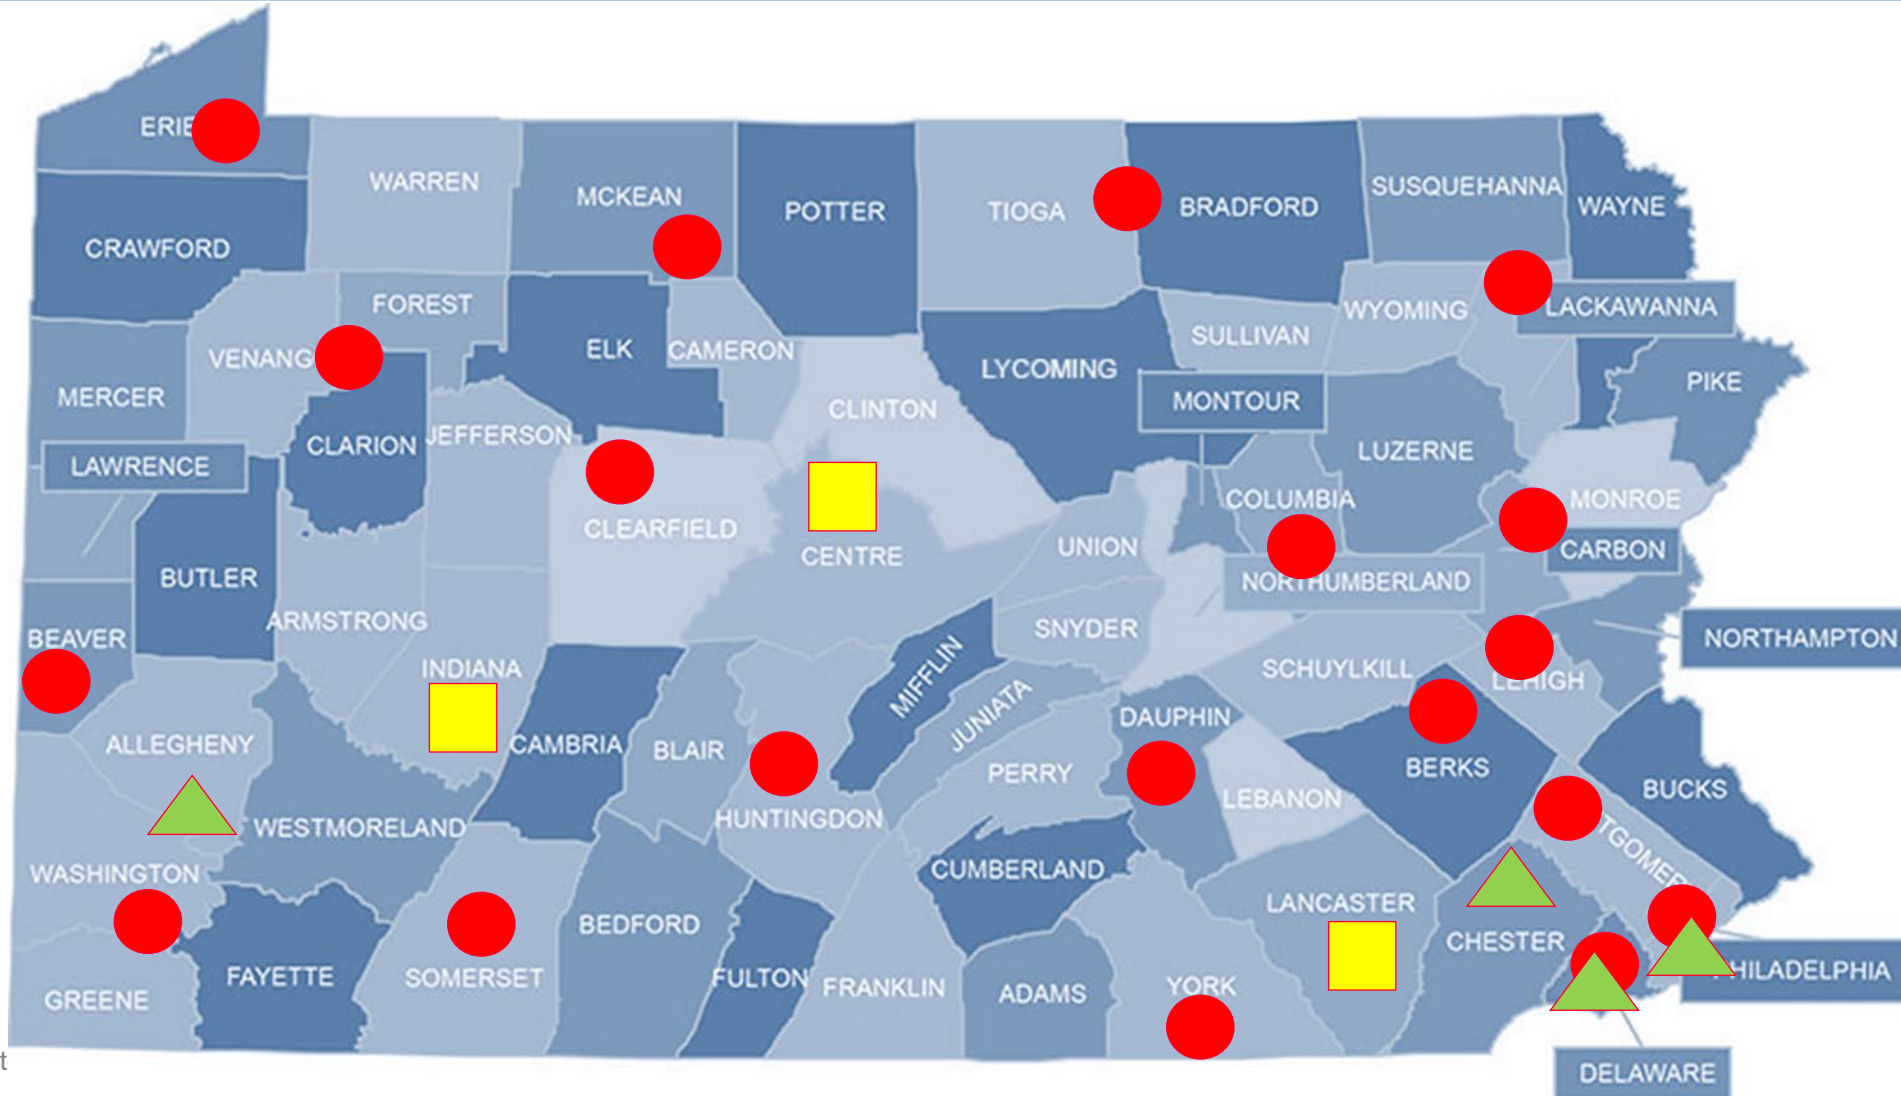 ERIE
WARREN
MCKEAN
POTTER
TIOGA
BRADFORD
SUSQUEHANNA
WAYNE
CRAWFORD
FOREST
VENANG
ELK
CAMERON
LYCOMING
SULLIVAN
WYOMING
LACKAWANNA
PIKE
MERCER
CLINTON
MONTOUR
CLARION
JEFFERSON
LUZERNE
LAWRENCE
CLEARFIELD
COLUMBIA
MONROE
CENTRE
UNION
CARBON
BUTLER
NORTHUMBERLAND
ARMSTRONG
BEAVER
SNYDER
NORTHAMPTON
INDIANA
MIFFLIN
SCHUYLKILL
LEHIGH
JUNIATA
DAUPHIN
ALLEGHENY
CAMBRIA
BLAIR
PERRY
BERKS
BUCKS
LEBANON
WESTMORELAND
HUNTINGDON
TGOMER
WASHINGTON
CUMBERLAND
LANCASTER
BEDFORD
CHESTER
FAYETTE
SOMERSET
FULTON
FRANKLIN
ADAMS
YORK
PHILADELPHIA
GREENE
t
DELAWARE